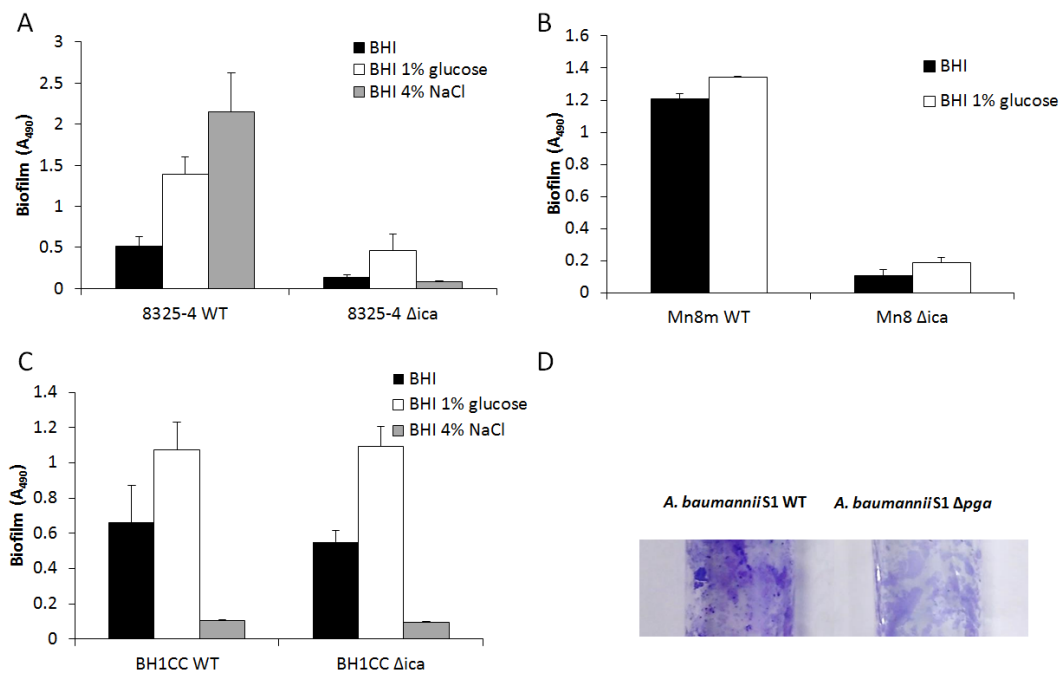 A
Biofilm (A490)
3
2.5
2
1.5
1
0.5
0
BHI
BHI 1% glucose
BHI 4% NaCl
8325-4 WT
8325-4 Δica
B
Biofilm (A490)
1.6
1.4
1.2
1
0.8
0.6
0.4
0.2
0
BHI
BHI 1% glucose
Mn8m WT
Mn8 Δica
C
Biofilm (A490)
1.4
1.2
1
0.8
0.6
0.4
0.2
0
BHI
BHI 1% glucose
BHI 4% NaCl
BH1CC WT
BH1CC Δica
D
A. baumannii S1 WT
A. baumannii S1 Δpga